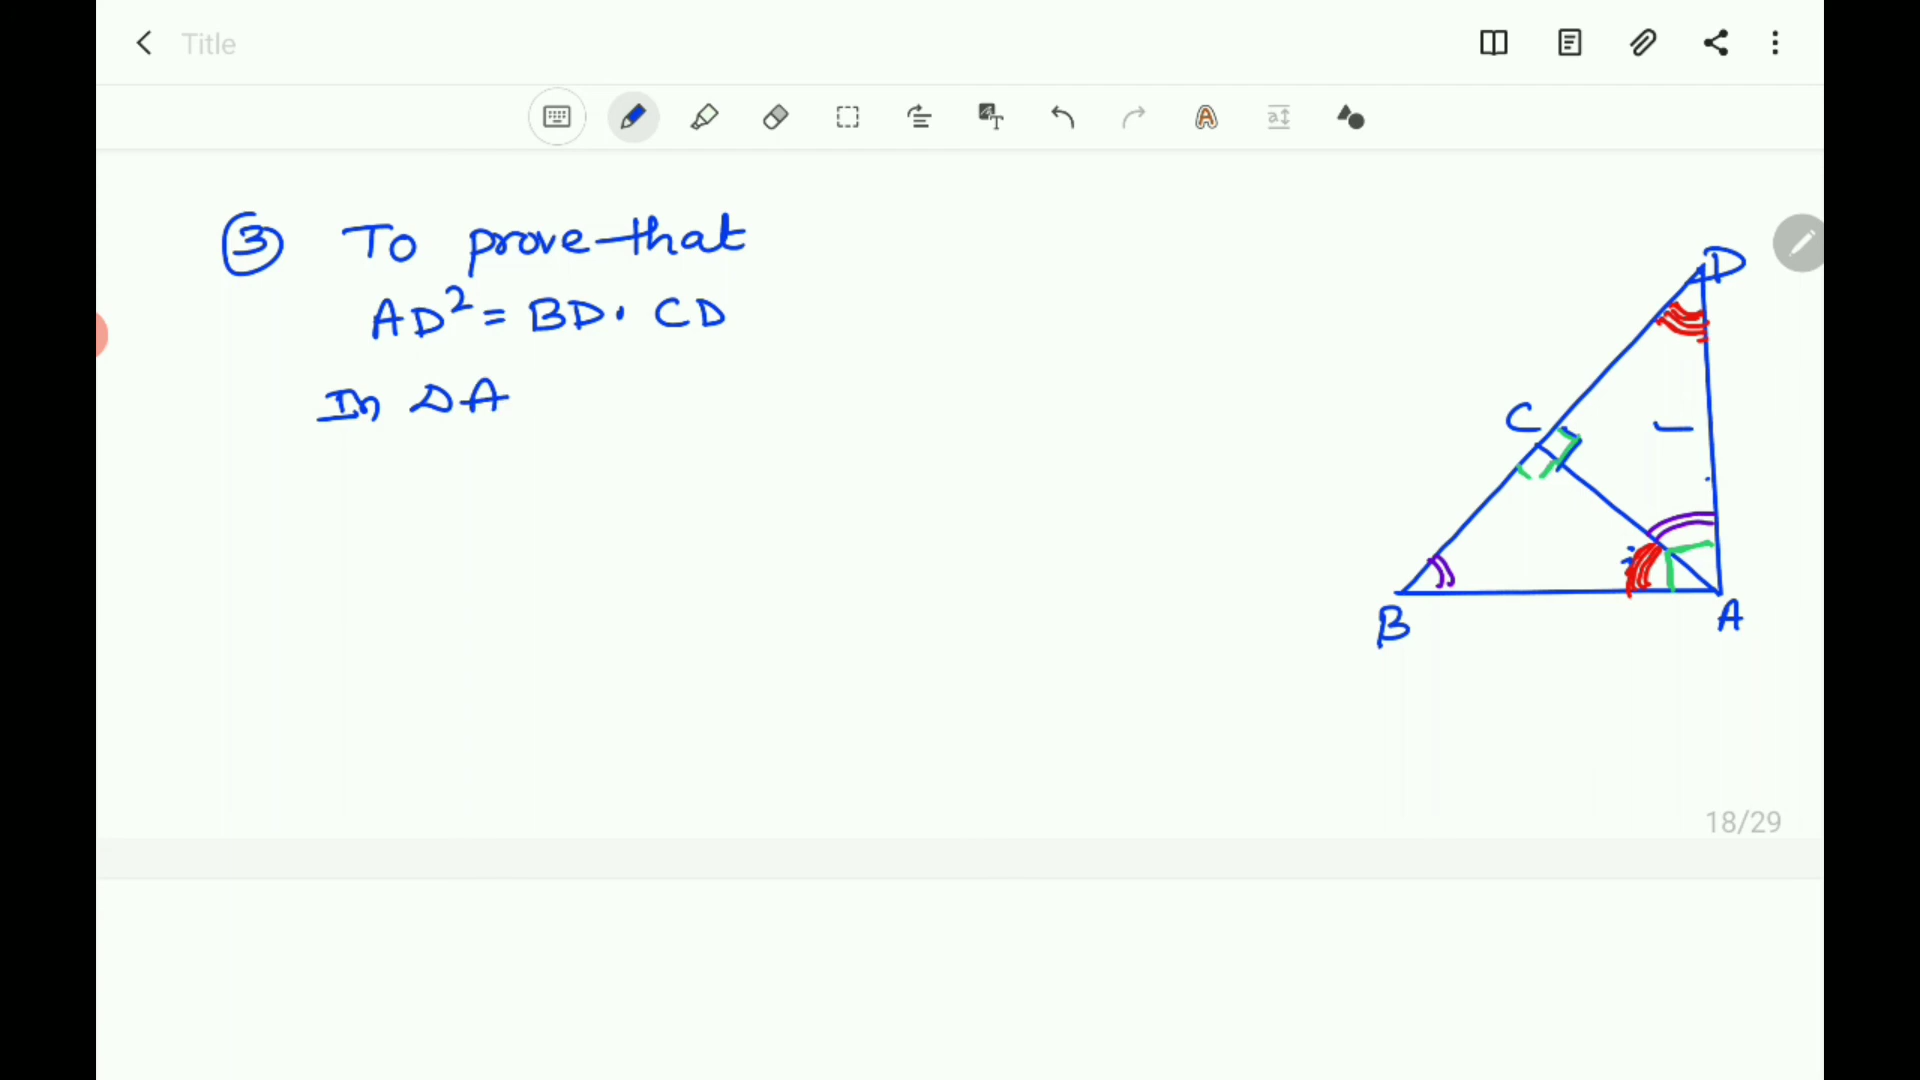 Title
③ To prove that
AD² = BD · CD
In ΔA
D
C
B
A
18/29